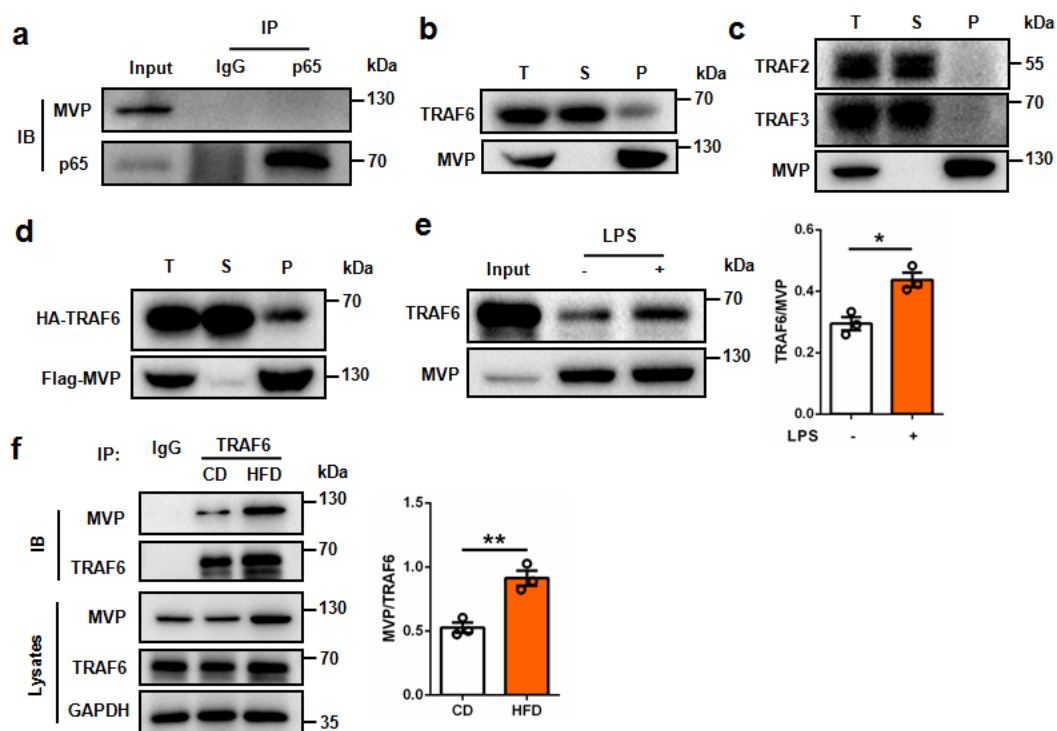 a
IP
Input IgG p65 kDa
IB
MVP
130
p65
70
b
T S P kDa
TRAF6
70
MVP
130
c
T S P kDa
TRAF2
55
TRAF3
70
MVP
130
d
T S P kDa
HA-TRAF6
70
Flag-MVP
130
e
LPS
Input - + kDa
TRAF6
70
MVP
130
TRAF6/MVP
0.6
0.4
0.2
0.0
*
LPS - +
f
IP: IgG TRAF6
CD HFD kDa
IB
MVP
130
TRAF6
70
Lysates
MVP
130
TRAF6
70
GAPDH
35
MVP/TRAF6
1.5
1.0
0.5
0.0
**
CD HFD